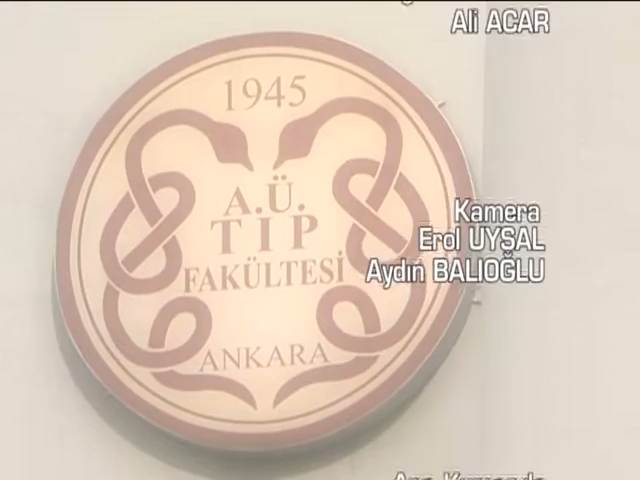 Ali ACAR
1945
A.Ü.
TIP
FAKÜLTESİ
ANKARA
Kamera
Erol UYSAL
Aydın BALIOĞLU